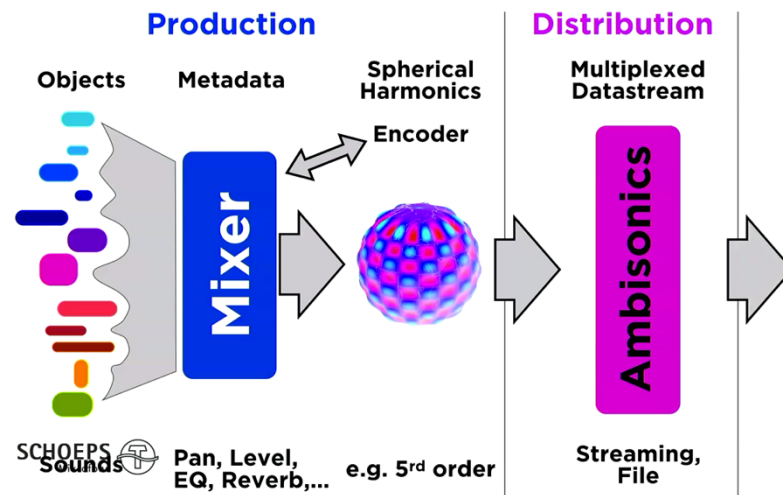 Production
Distribution
Objects
Metadata
Spherical
Harmonics
Encoder
Multiplexed
Datastream
Mixer
Ambisonics
SCHOEPS
Sounds
Pan, Level,
EQ, Reverb,...
e.g. 5rd order
Streaming,
File